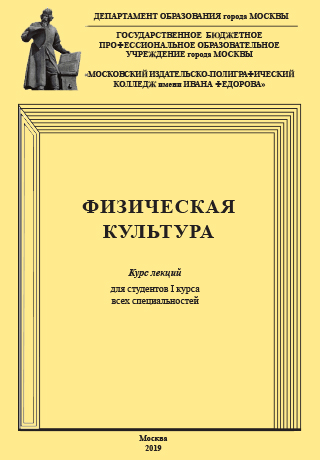 ДЕПАРТАМЕНТ ОБРАЗОВАНИЯ города МОСКВЫ
ГОСУДАРСТВЕННОЕ БЮДЖЕТНОЕ
ПРОФЕССИОНАЛЬНОЕ ОБРАЗОВАТЕЛЬНОЕ
УЧРЕЖДЕНИЕ города МОСКВЫ
«МОСКОВСКИЙ ИЗДАТЕЛЬСКО-ПОЛИГРАФИЧЕСКИЙ
КОЛЛЕДЖ имени ИВАНА ФЕДОРОВА»
ФИЗИЧЕСКАЯ
КУЛЬТУРА
Курс лекций
для студентов I курса
всех специальностей
Москва
2019